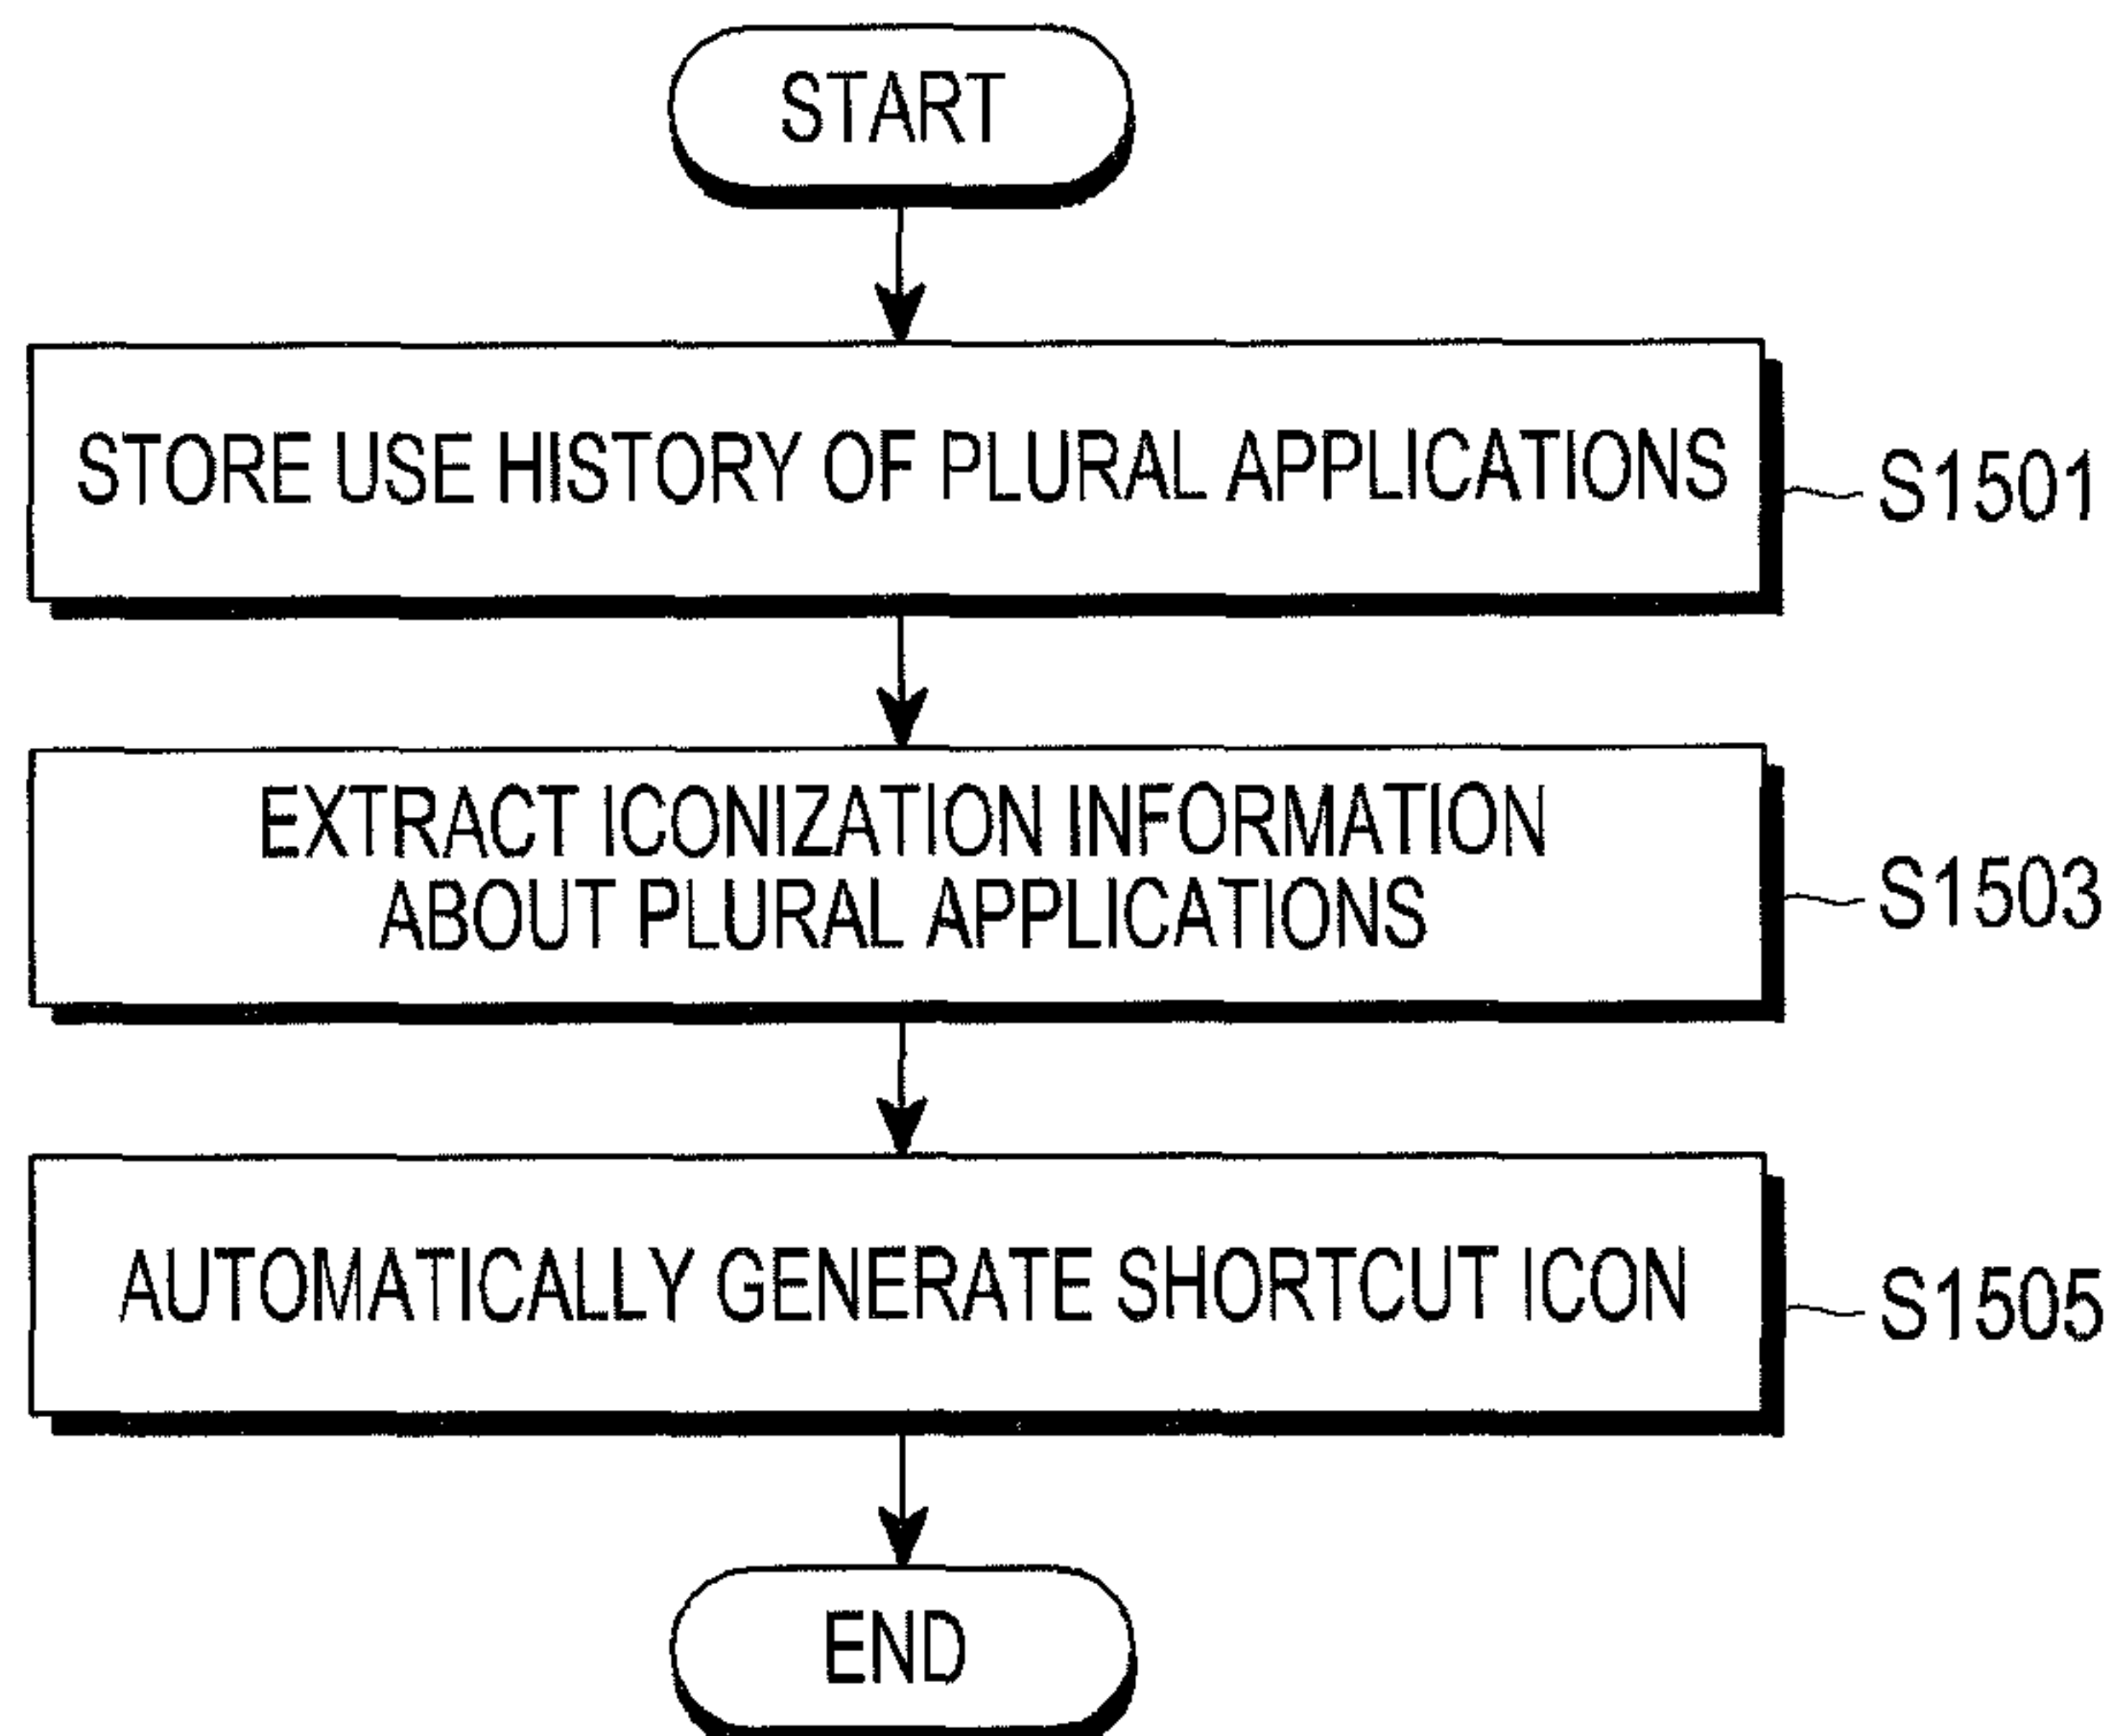 START
STORE USE HISTORY OF PLURAL APPLICATIONS
S1501
EXTRACT ICONIZATION INFORMATION
ABOUT PLURAL APPLICATIONS
S1503
AUTOMATICALLY GENERATE SHORTCUT ICON
S1505
END